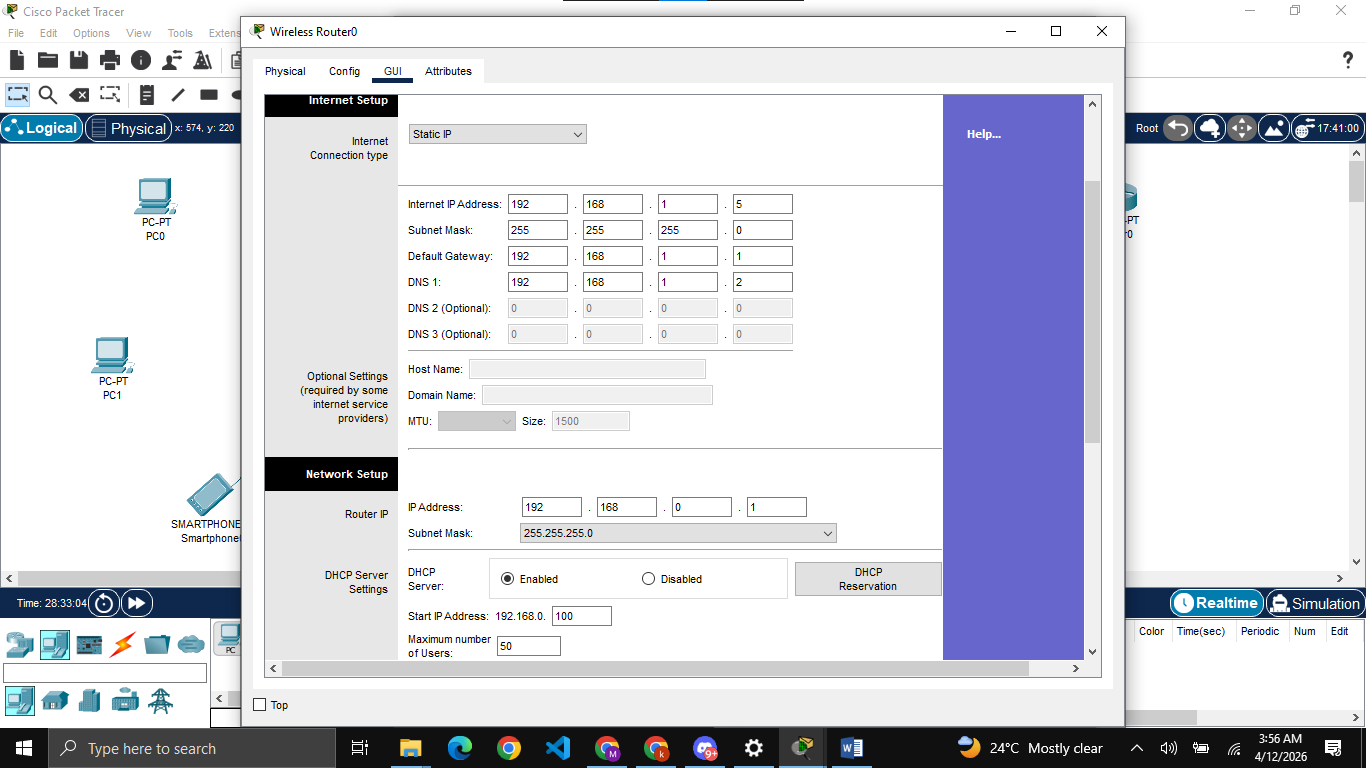 Cisco Packet Tracer
Wireless Router0
File Edit Options View Tools Extens
Physical Config GUI Attributes
Logical Physical x: 574, y: 220
Root 17:41:00
Internet Setup
Internet
Connection type
Static IP
Help...
Internet IP Address: 192 . 168 . 1 . 5
Subnet Mask: 255 . 255 . 255 . 0
Default Gateway: 192 . 168 . 1 . 1
DNS 1: 192 . 168 . 1 . 2
DNS 2 (Optional): 0 . 0 . 0 . 0
DNS 3 (Optional): 0 . 0 . 0 . 0
Optional Settings
(required by some
internet service
providers)
Host Name:
Domain Name:
MTU: Size: 1500
Network Setup
Router IP
IP Address: 192 . 168 . 0 . 1
Subnet Mask: 255.255.255.0
DHCP Server
Settings
DHCP
Server:
Enabled Disabled
DHCP
Reservation
Start IP Address: 192.168.0. 100
Maximum number
of Users:
50
Top
PC-PT
PC0
PC-PT
PC1
SMARTPHONE
Smartphone
-PT
r0
Time: 28:33:04
Realtime Simulation
PC
Color Time(sec) Periodic Num Edit
Type here to search
M
k
9+
24°C Mostly clear
3:56 AM
4/12/2026